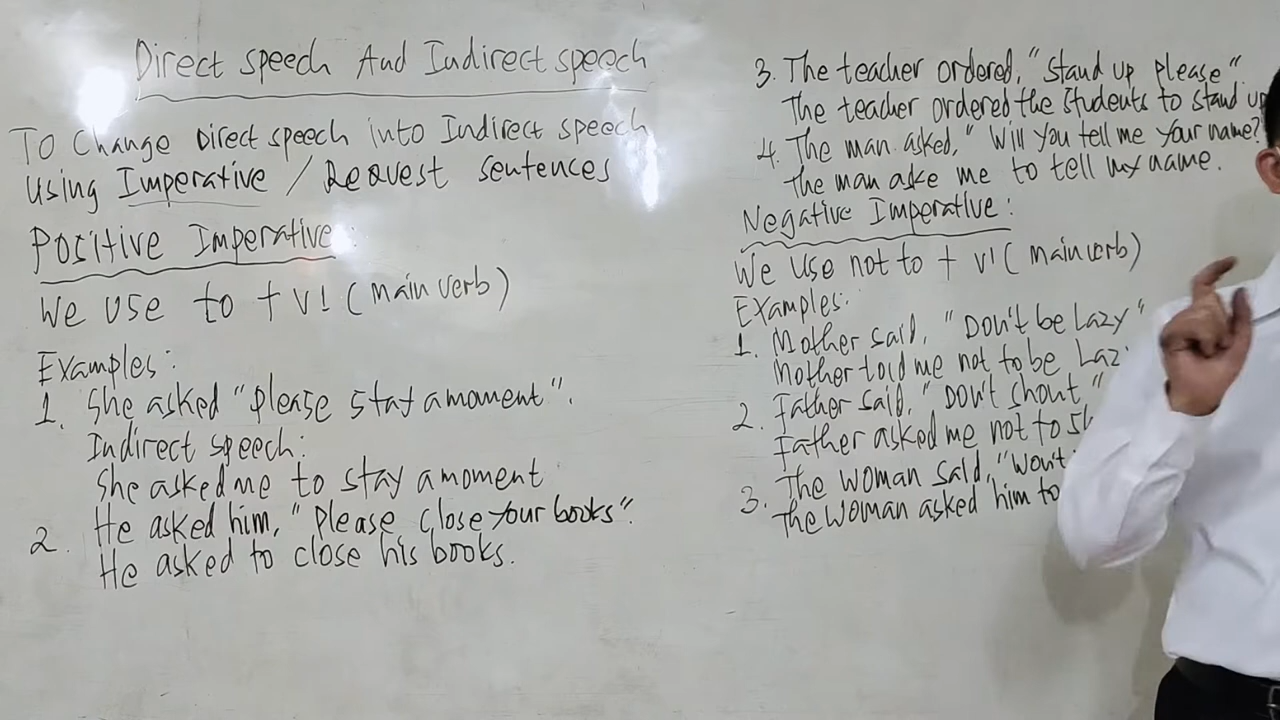 Direct speech And Indirect speech
To Change Direct speech into Indirect speech
Using Imperative / Request sentences
Positive Imperative:
We use to + v1 (main verb)
Examples:
1. She asked "please stay a moment".
Indirect speech:
She asked me to stay a moment
2. He asked him, "please close your books".
He asked to close his books.
3. The teacher ordered, "stand up please".
The teacher ordered the students to stand up
4. The man asked, "Will you tell me your name?
The man aske me to tell my name.
Negative Imperative:
We use not to + v1 (main verb)
Examples:
1. Mother said, "Don't be Lazy"
Mother told me not to be
2. Father said, "Don't shout"
Father asked me not to
3. The woman said, "Won't
The woman asked him to